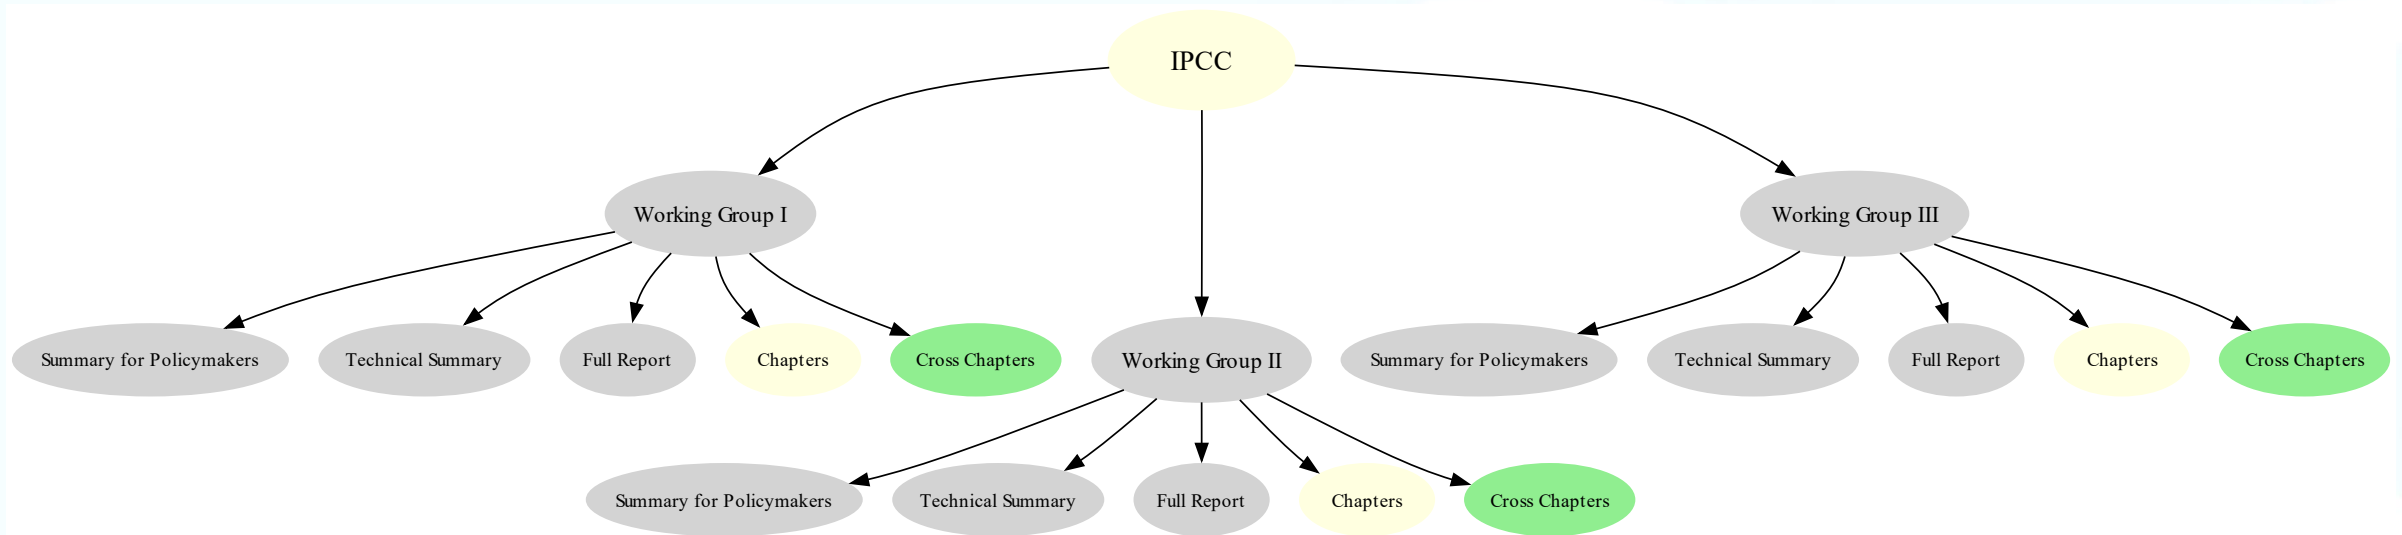 IPCC
Working Group I
Working Group III
Summary for Policymakers
Technical Summary
Full Report
Chapters
Cross Chapters
Working Group II
Summary for Policymakers
Technical Summary
Full Report
Chapters
Cross Chapters
Summary for Policymakers
Technical Summary
Full Report
Chapters
Cross Chapters